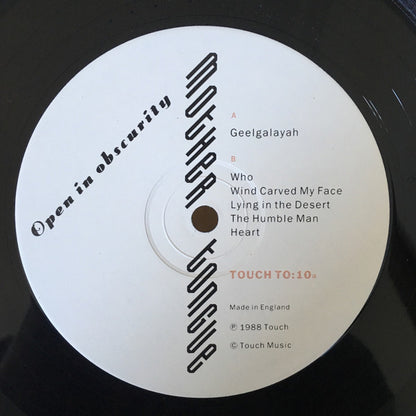 Open in obscurity
MOTHER TONGUE
A
Geelgalayah
B
Who
Wind Carved My Face
Lying in the Desert
The Humble Man
Heart
TOUCH TO:10a
Made in England
℗ 1988 Touch
© Touch Music